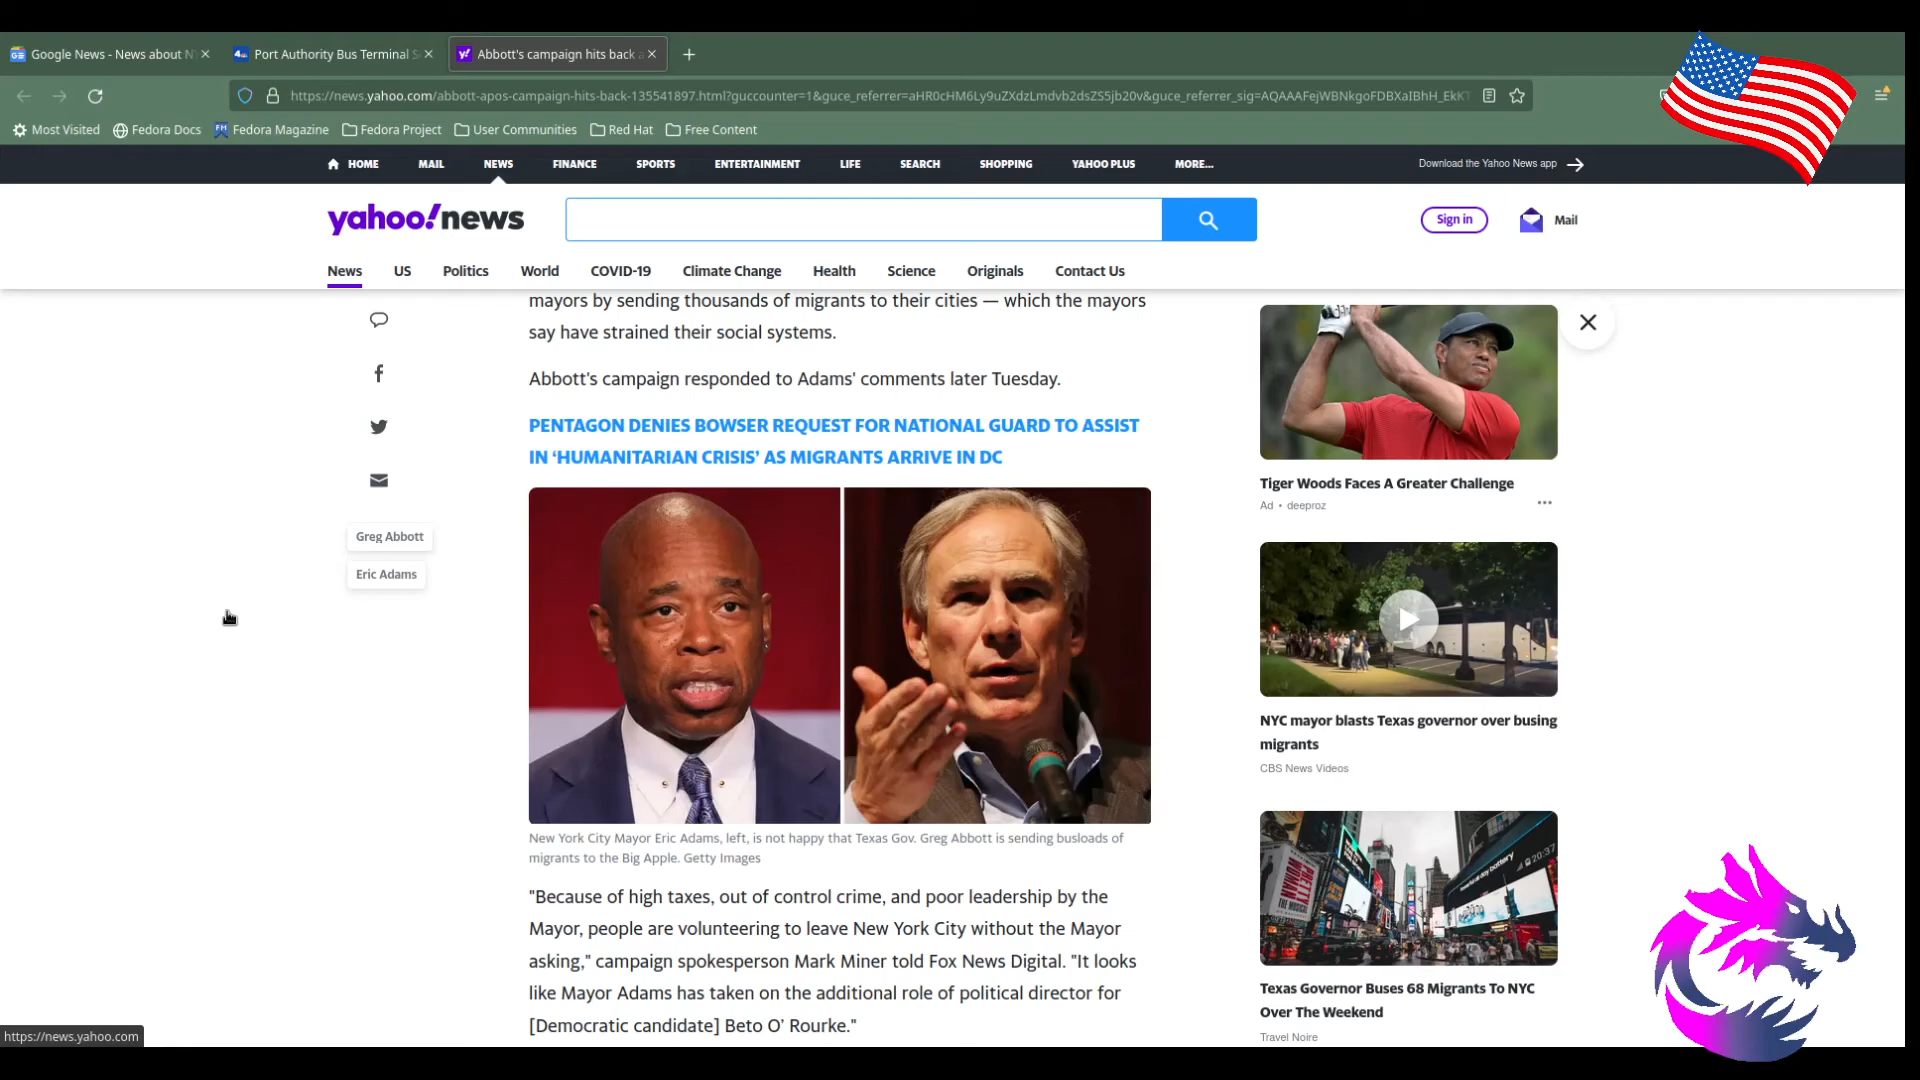 Google News - News about N
Port Authority Bus Terminal S
Abbott's campaign hits back a
https://news.yahoo.com/abbott-apos-campaign-hits-back-135541897.html?guccounter=1&guce_referrer=aHR0cHM6Ly9uZXdzLmdvb2dsZS5jb20v&guce_referrer_sig=AQAAAFejWBNkgoFDBXaIBhH_EkKT
Most Visited
Fedora Docs
Fedora Magazine
Fedora Project
User Communities
Red Hat
Free Content
HOME
MAIL
NEWS
FINANCE
SPORTS
ENTERTAINMENT
LIFE
SEARCH
SHOPPING
YAHOO PLUS
MORE...
Download the Yahoo News app
yahoo!news
Sign in
Mail
News
US
Politics
World
COVID-19
Climate Change
Health
Science
Originals
Contact Us
mayors by sending thousands of migrants to their cities — which the mayors
say have strained their social systems.
Abbott's campaign responded to Adams' comments later Tuesday.
PENTAGON DENIES BOWSER REQUEST FOR NATIONAL GUARD TO ASSIST
IN ‘HUMANITARIAN CRISIS’ AS MIGRANTS ARRIVE IN DC
Greg Abbott
Eric Adams
New York City Mayor Eric Adams, left, is not happy that Texas Gov. Greg Abbott is sending busloads of
migrants to the Big Apple. Getty Images
"Because of high taxes, out of control crime, and poor leadership by the
Mayor, people are volunteering to leave New York City without the Mayor
asking," campaign spokesperson Mark Miner told Fox News Digital. "It looks
like Mayor Adams has taken on the additional role of political director for
[Democratic candidate] Beto O’ Rourke."
Tiger Woods Faces A Greater Challenge
Ad • deeproz
NYC mayor blasts Texas governor over busing
migrants
CBS News Videos
Texas Governor Buses 68 Migrants To NYC
Over The Weekend
Travel Noire
https://news.yahoo.com